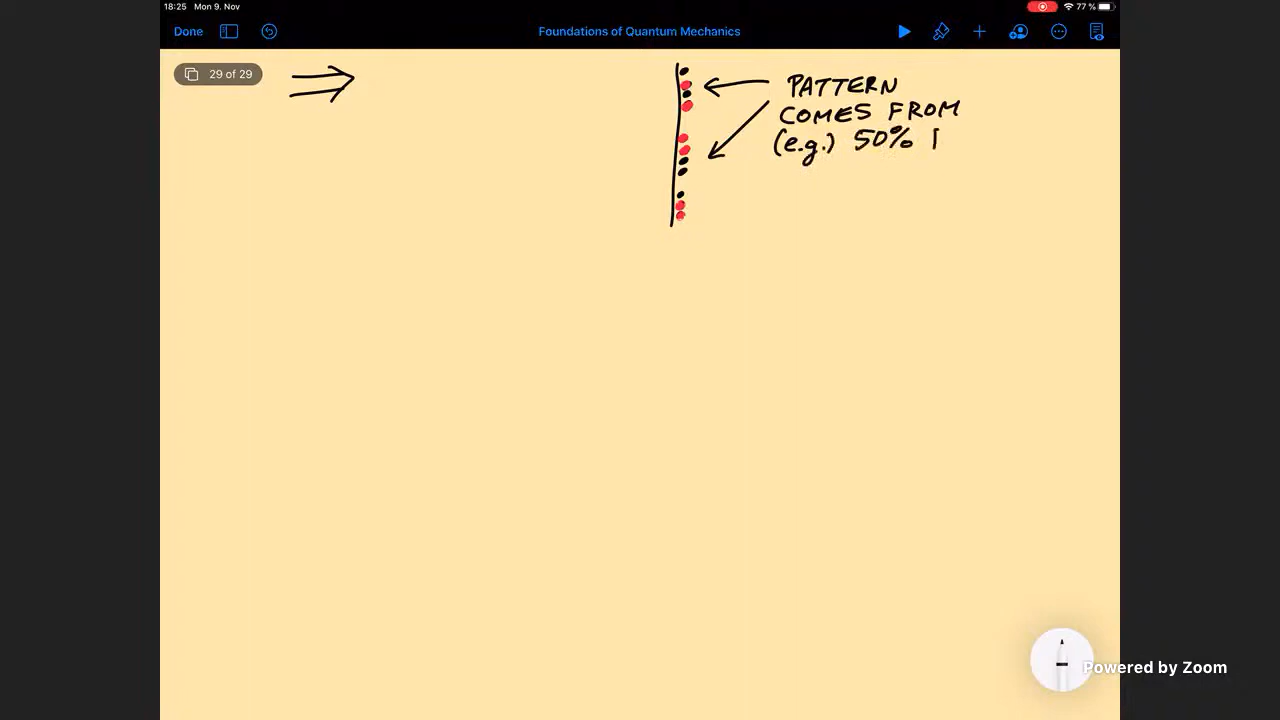 18:25 Mon 9. Nov
77 %
Done
Foundations of Quantum Mechanics
29 of 29
PATTERN
COMES FROM
(e.g.) 50%
Powered by Zoom